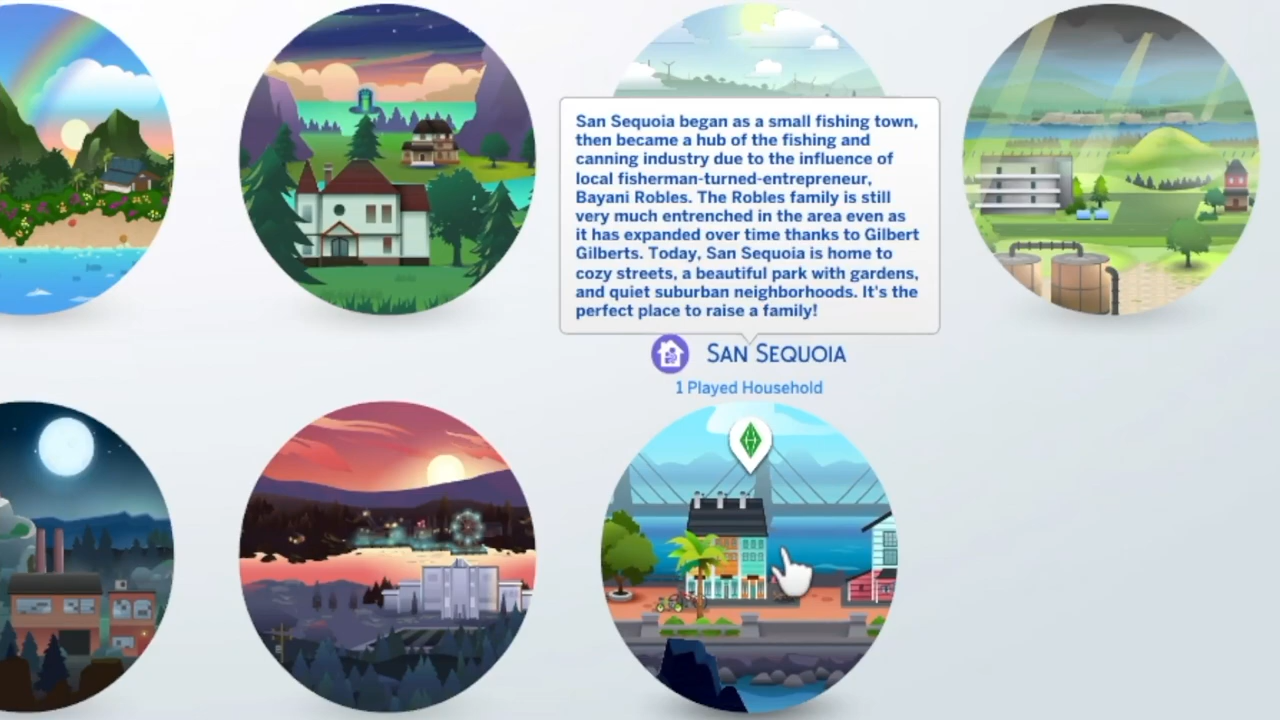 San Sequoia began as a small fishing town,
then became a hub of the fishing and
canning industry due to the influence of
local fisherman-turned-entrepreneur,
Bayani Robles. The Robles family is still
very much entrenched in the area even as
it has expanded over time thanks to Gilbert
Gilberts. Today, San Sequoia is home to
cozy streets, a beautiful park with gardens,
and quiet suburban neighborhoods. It's the
perfect place to raise a family!
SAN SEQUOIA
1 Played Household